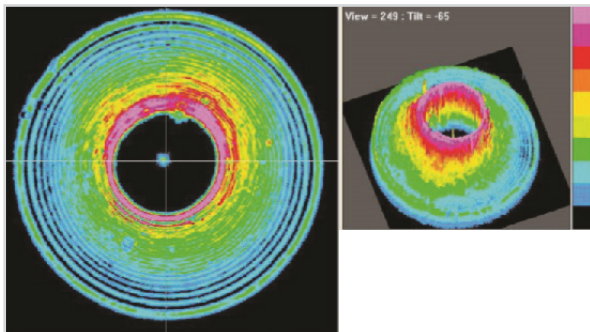 View = 249 : Tilt = -65